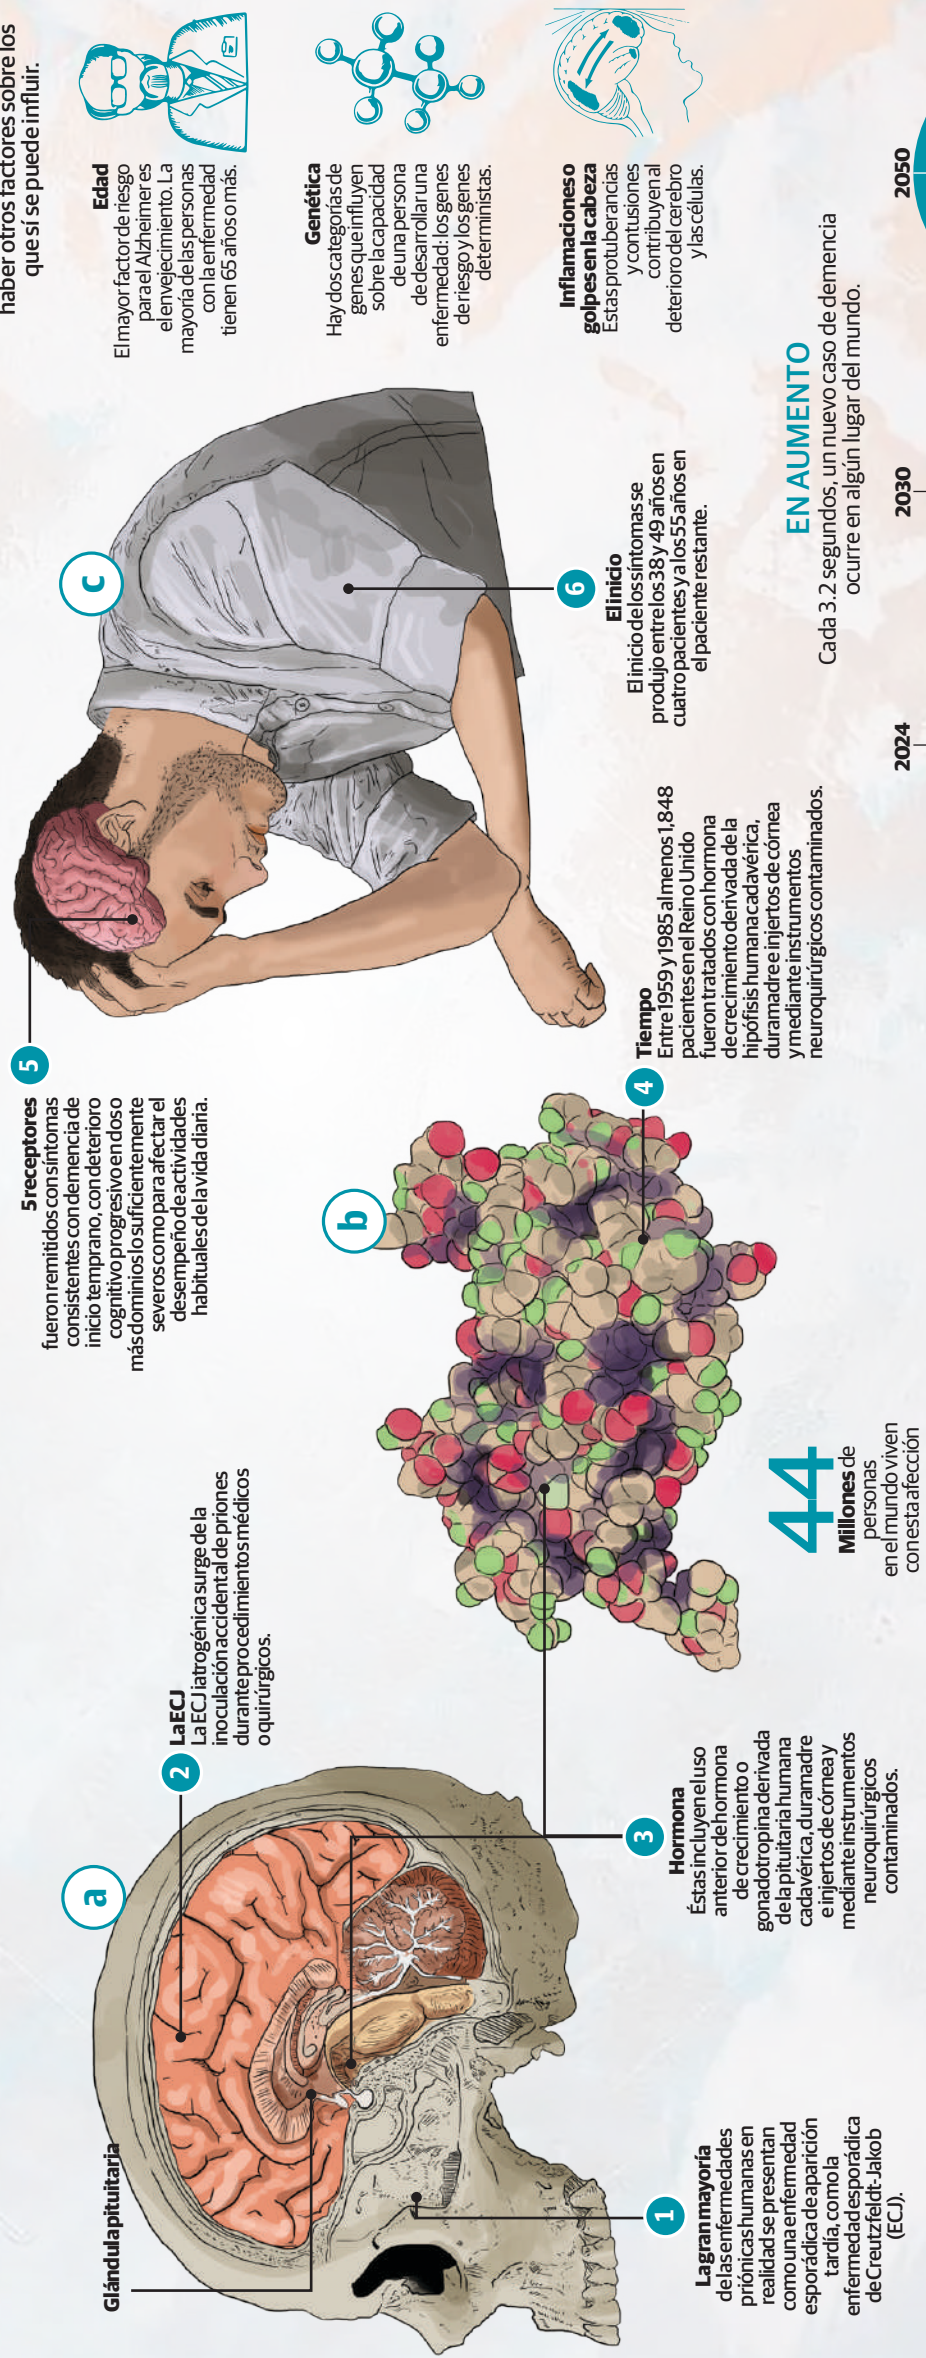 Glándula pituitaria
a
1
La gran mayoría
de las enfermedades
priónicas humanas en
realidad se presentan
como una enfermedad
esporádica de aparición
tardía, como la
enfermedad esporádica
de Creutzfeldt-Jakob
(ECJ).
2
La ECJ
La ECJ iatrogénica surge de la
inoculación accidental de priones
durante procedimientos médicos
o quirúrgicos.
3
Hormona
Éstas incluyen el uso
anterior de hormona
de crecimiento o
gonadotropina derivada
de la pituitaria humana
cadavérica, duramadre
e injertos de córnea y
mediante instrumentos
neuroquirúrgicos
contaminados.
b
4
Tiempo
Entre 1959 y 1985 al menos 1,848
pacientes en el Reino Unido
fueron tratados con hormona
de crecimiento derivada de la
hipófisis humana cadavérica,
duramadre e injertos de córnea
y mediante instrumentos
neuroquirúrgicos contaminados.
5
5 receptores
fueron remitidos con síntomas
consistentes con demencia de
inicio temprano, con deterioro
cognitivo progresivo en dos o
más dominios lo suficientemente
severos como para afectar el
desempeño de actividades
habituales de la vida diaria.
c
6
El inicio
El inicio de los síntomas se
produjo entre los 38 y 49 años en
cuatro pacientes y a los 55 años en
el paciente restante.
haber otros factores sobre los
que sí se puede influir.
Edad
El mayor factor de riesgo
para el Alzheimer es
el envejecimiento. La
mayoría de las personas
con la enfermedad
tienen 65 años o más.
Genética
Hay dos categorías de
genes que influyen
sobre la capacidad
de una persona
de desarrollar una
enfermedad: los genes
de riesgo y los genes
deterministas.
Inflamaciones o
golpes en la cabeza
Estas protuberancias
y contusiones
contribuyen al
deterioro del cerebro
y las células.
44
Millones de
personas
en el mundo viven
con esta afección
EN AUMENTO
Cada 3.2 segundos, un nuevo caso de demencia
ocurre en algún lugar del mundo.
2024
2030
2050